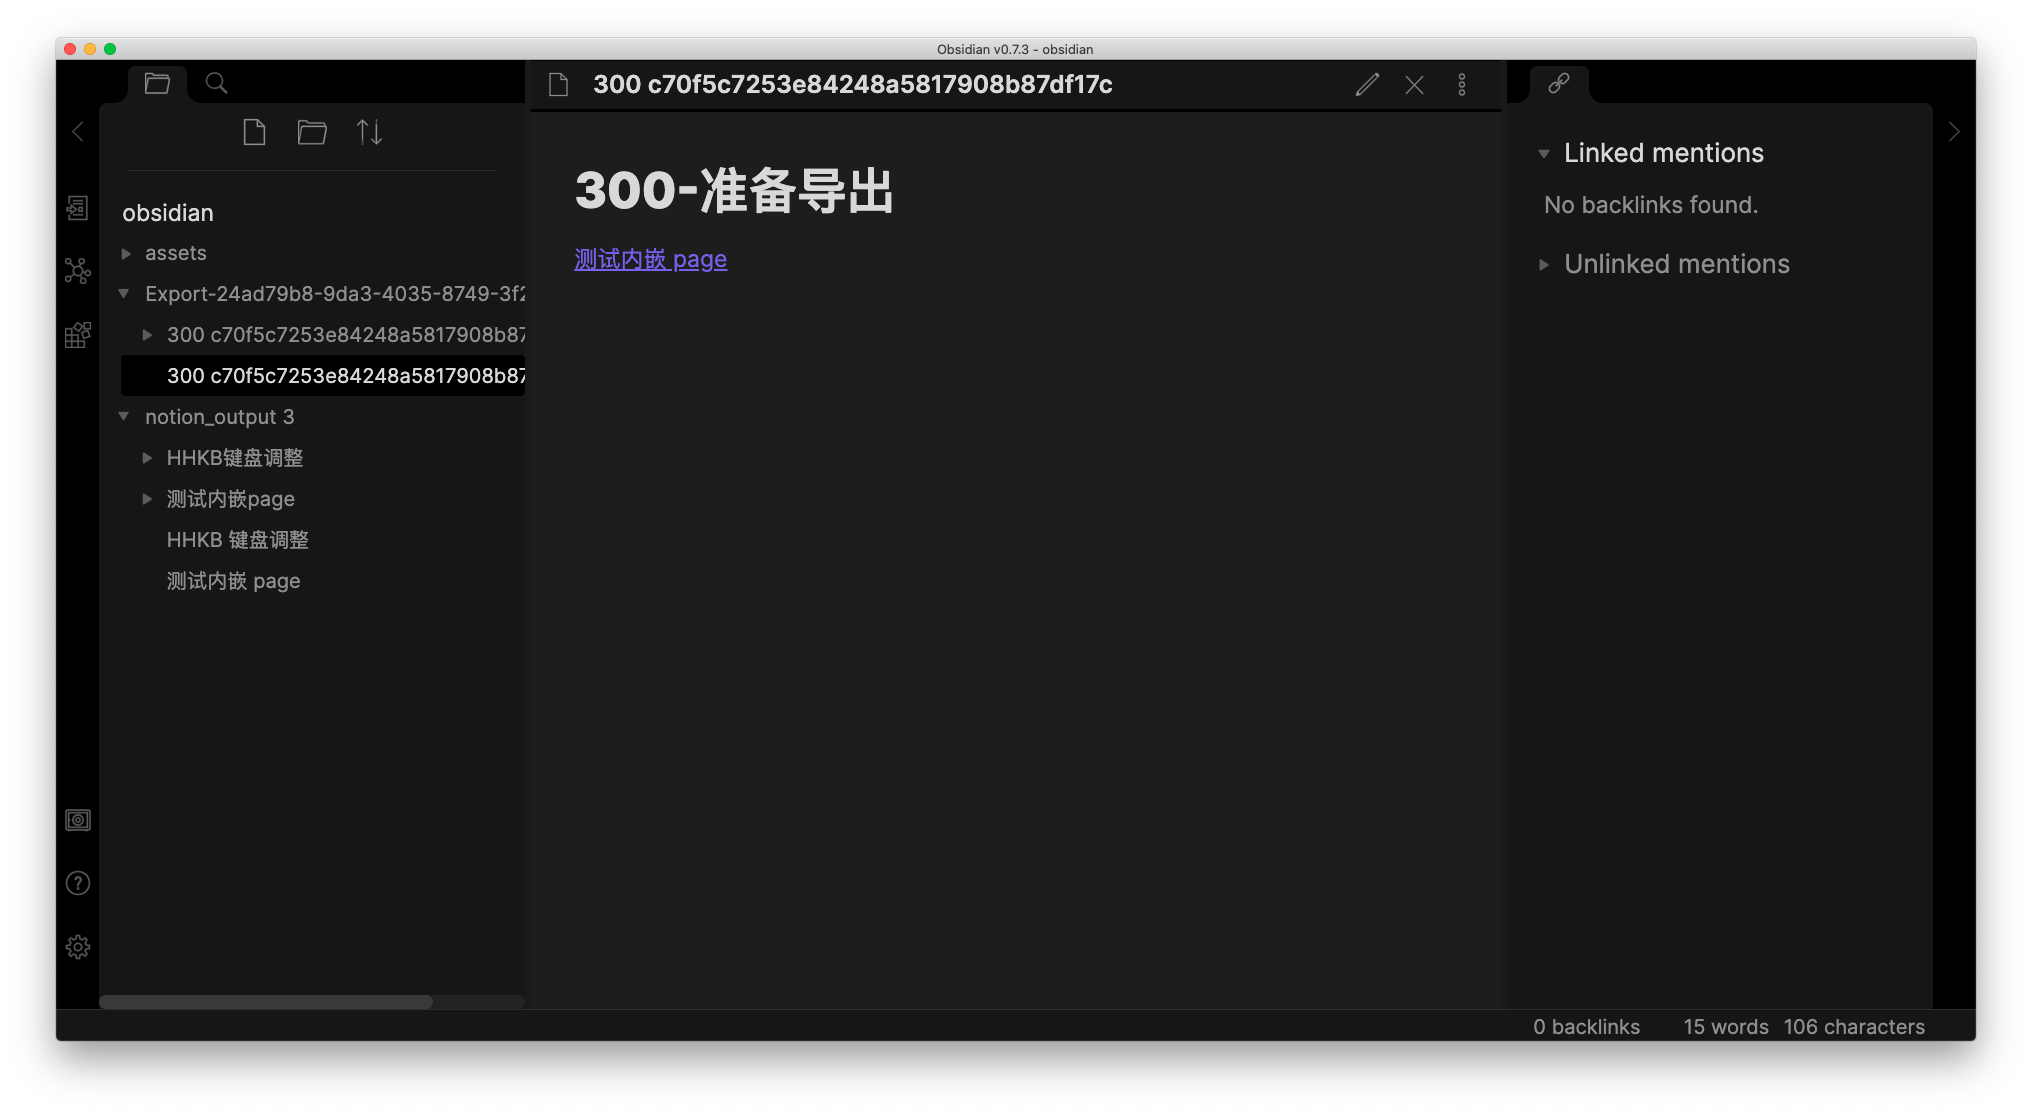 Obsidian v0.7.3 - obsidian
300 c70f5c7253e84248a5817908b87df17c
obsidian
assets
Export-24ad79b8-9da3-4035-8749-3f2
300 c70f5c7253e84248a5817908b87
300 c70f5c7253e84248a5817908b87
notion_output 3
HHKB键盘调整
测试内嵌page
HHKB 键盘调整
测试内嵌 page
300-准备导出
测试内嵌 page
Linked mentions
No backlinks found.
Unlinked mentions
0 backlinks 15 words 106 characters